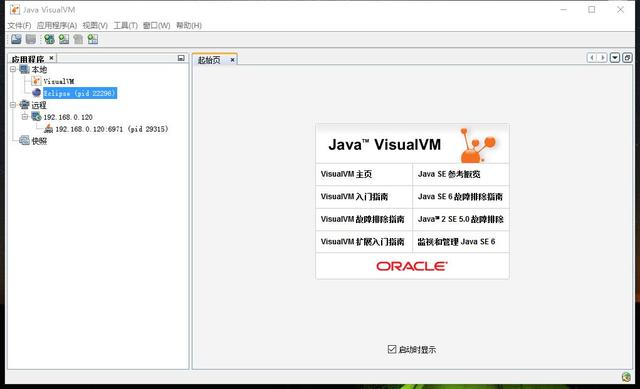 Java VisualVM
文件(F) 应用程序(A) 视图(V) 工具(T) 窗口(W) 帮助(H)
应用程序
起始页
本地
VisualVM
Eclipse (pid 22296)
远程
192.168.0.120
192.168.0.120:6971 (pid 29315)
快照
Java™ VisualVM
VisualVM 主页
Java SE 参考概览
VisualVM 入门指南
Java SE 6 故障排除指南
VisualVM 故障排除指南
Java™ 2 SE 5.0 故障排除
VisualVM 扩展入门指南
监视和管理 Java SE 6
ORACLE
启动时显示